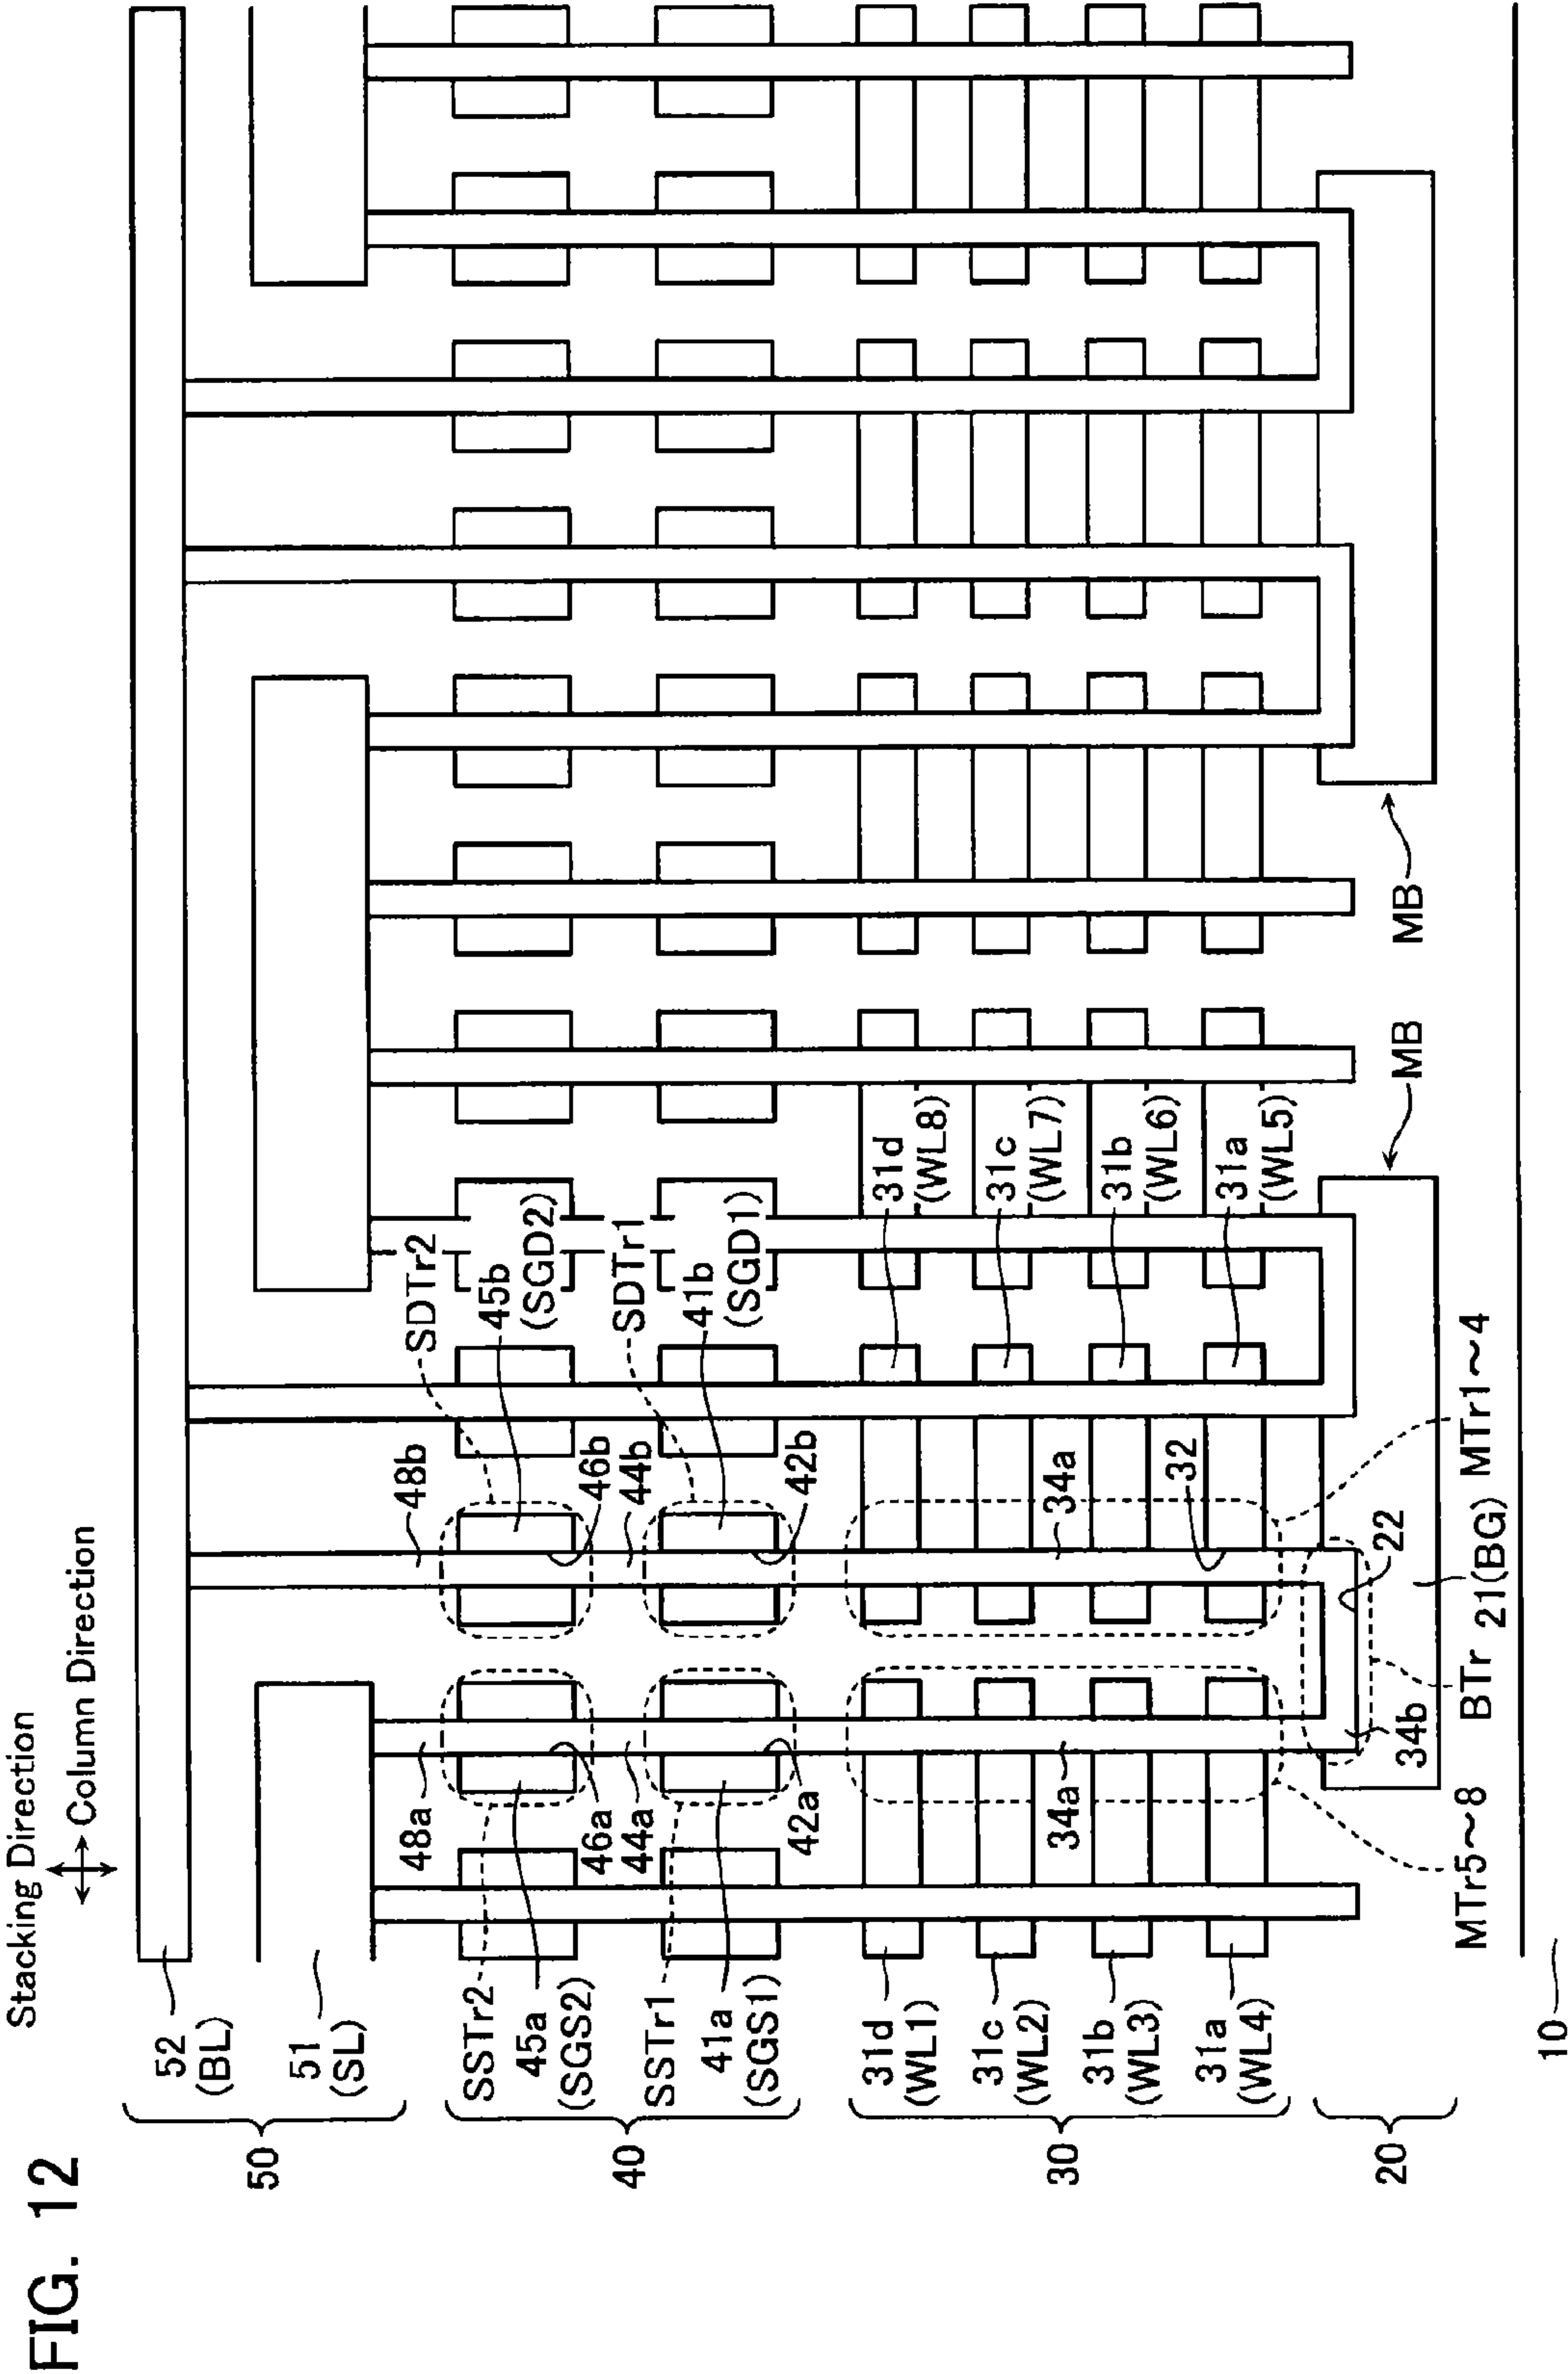 FIG. 12
Stacking Direction
Column Direction
50
52
(BL)
51
(SL)
40
SSTr2
45a
(SGS2)
SSTr1
41a
(SGS1)
30
31d
(WL1)
31c
(WL2)
31b
(WL3)
31a
(WL4)
20
10
48a
46a
44a
42a
34a
MTr5~8
48b
46b
44b
42b
34a
32
34b
BTr
22
21(BG)
MTr1~4
SDTr2
45b
(SGD2)
SDTr1
41b
(SGD1)
31d
(WL8)
31c
(WL7)
31b
(WL6)
31a
(WL5)
MB
MB